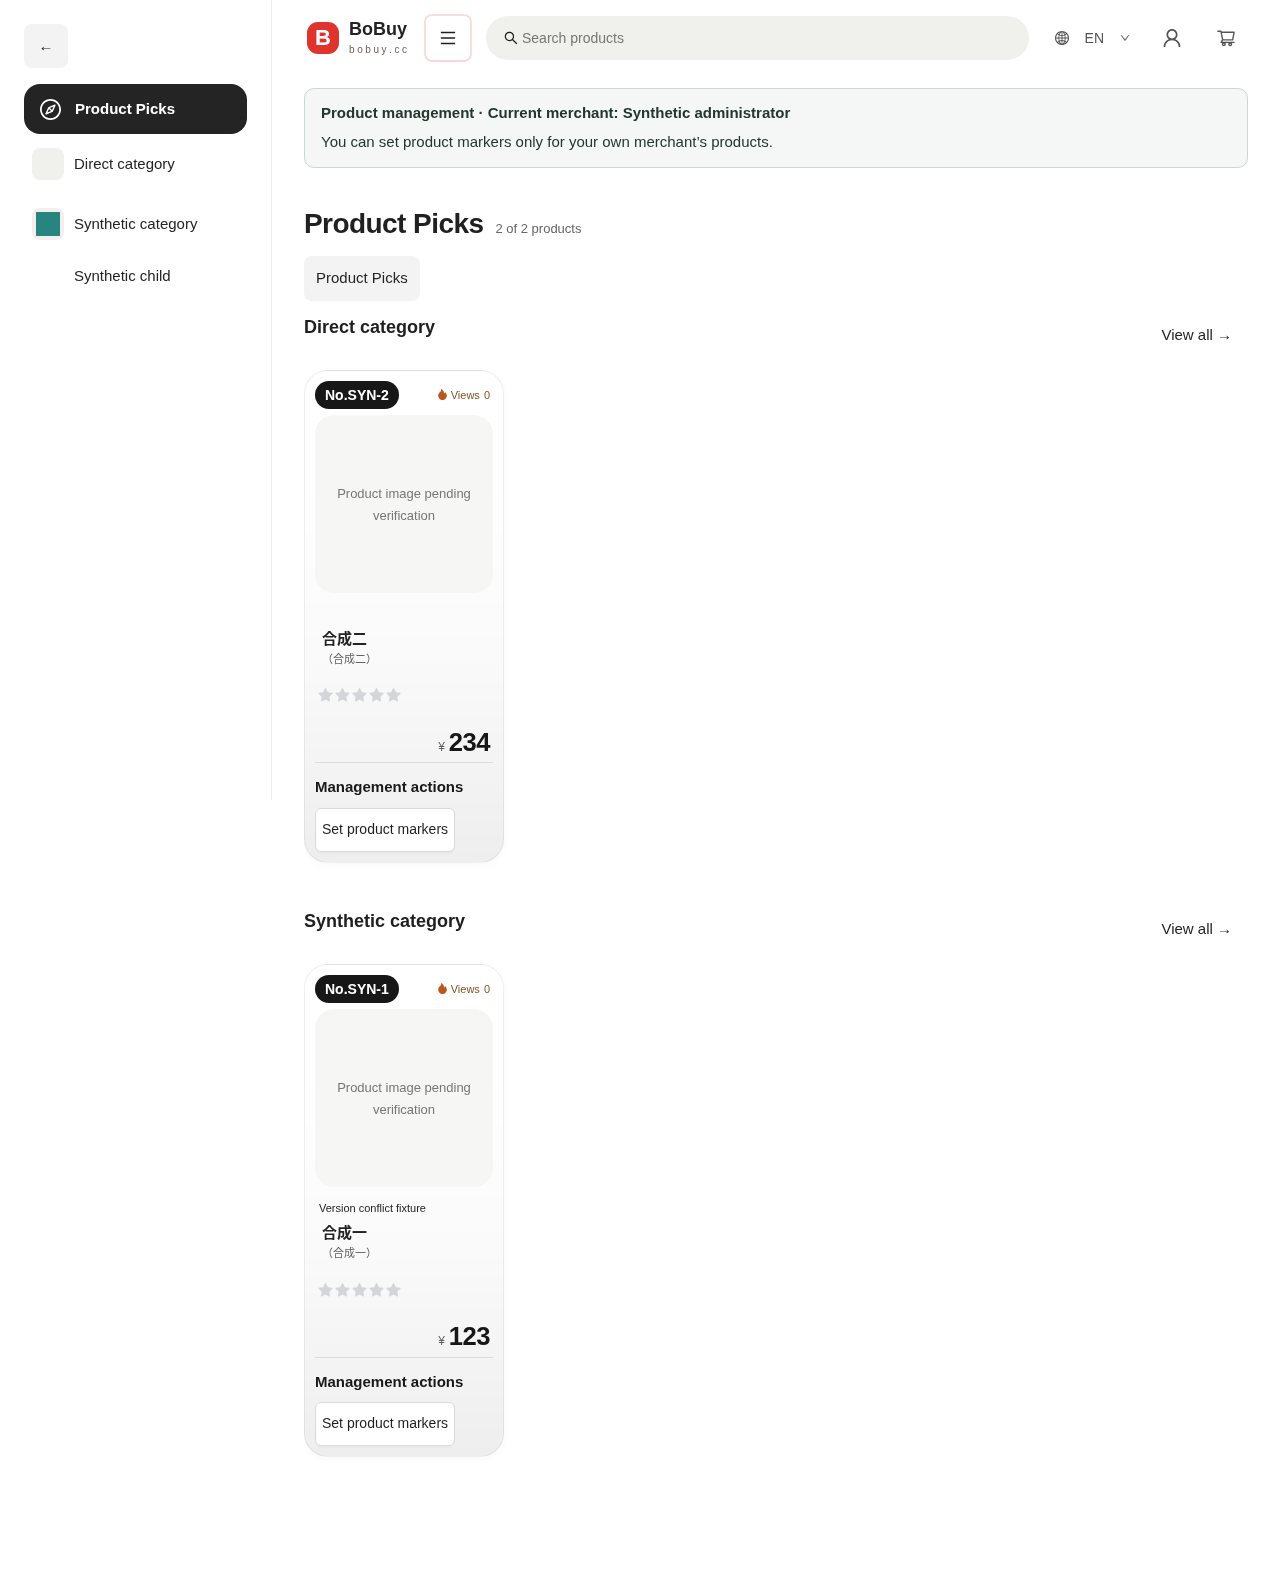 ←
Product Picks
Direct category
Synthetic category
Synthetic child
B
BoBuy
bobuy.cc
Search products
EN
Product management · Current merchant: Synthetic administrator
You can set product markers only for your own merchant’s products.
Product Picks 2 of 2 products
Product Picks
Direct category
View all →
No.SYN-2 Views 0
Product image pending
verification
合成二
（合成二）
¥ 234
Management actions
Set product markers
Synthetic category
View all →
No.SYN-1 Views 0
Product image pending
verification
Version conflict fixture
合成一
（合成一）
¥ 123
Management actions
Set product markers